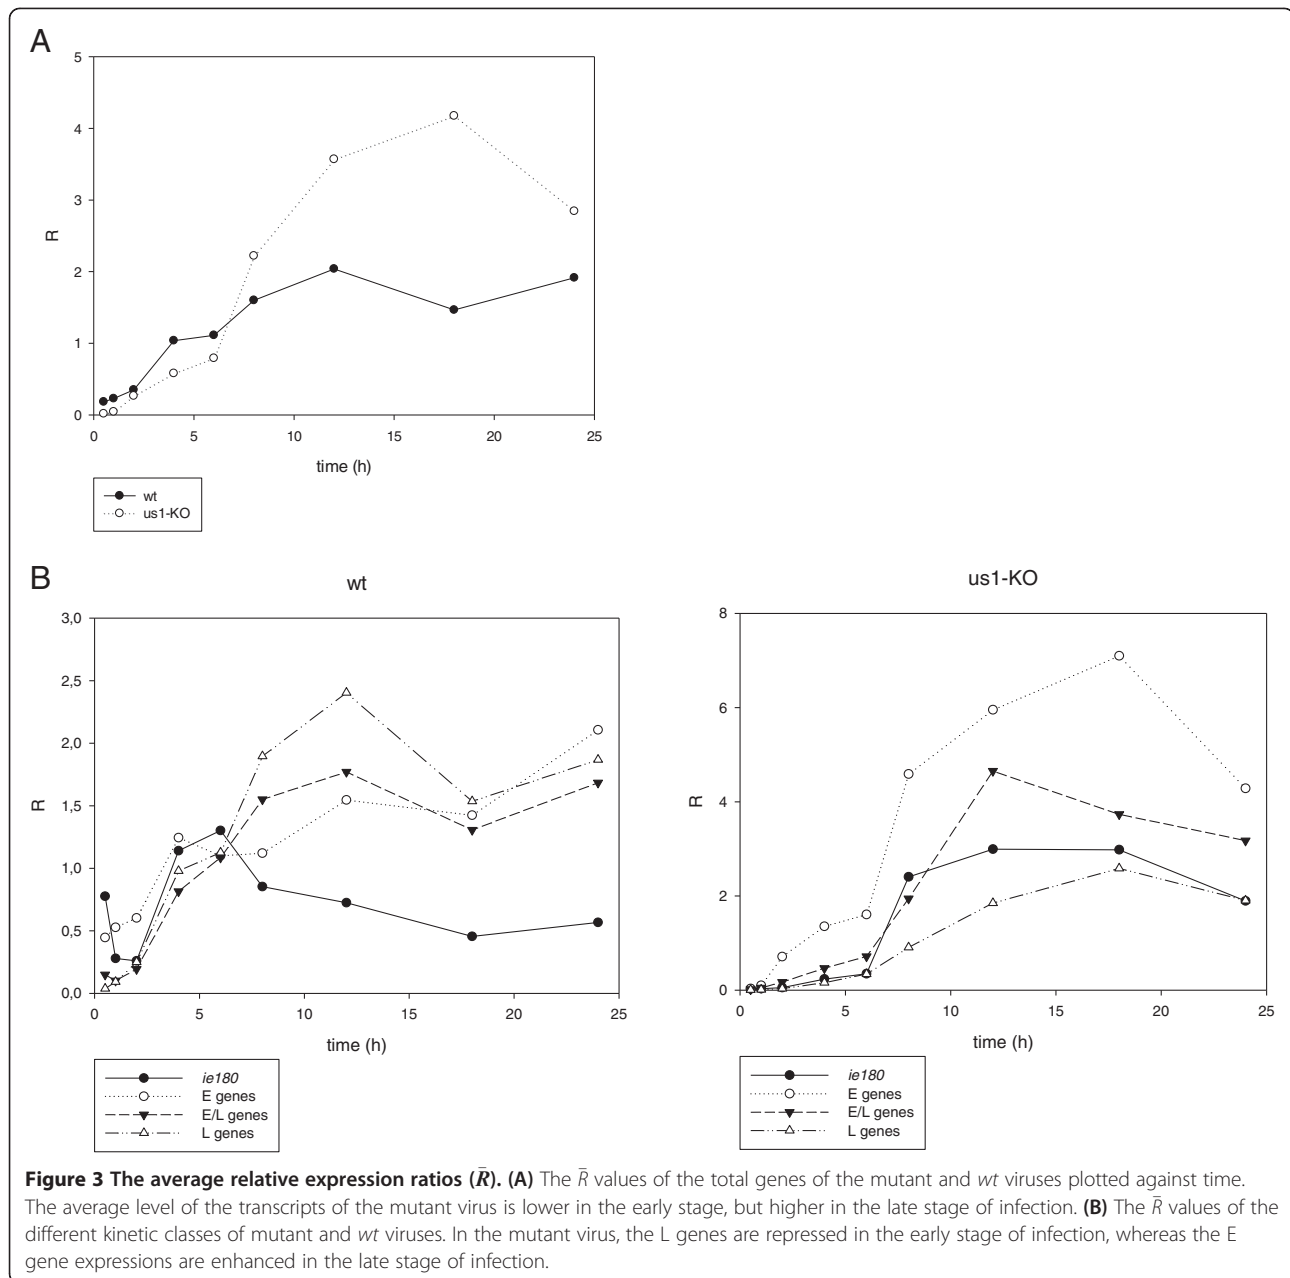 A
5
4
3
2
1
0
R
0 5 10 15 20 25
time (h)
wt
us1-KO
B
wt
3,0
2,5
2,0
1,5
1,0
0,5
0,0
R
0 5 10 15 20 25
time (h)
ie180
E genes
E/L genes
L genes
us1-KO
8
6
4
2
0
R
0 5 10 15 20 25
time (h)
ie180
E genes
E/L genes
L genes
Figure 3 The average relative expression ratios (R̄). (A) The R̄ values of the total genes of the mutant and wt viruses plotted against time.
The average level of the transcripts of the mutant virus is lower in the early stage, but higher in the late stage of infection. (B) The R̄ values of the
different kinetic classes of mutant and wt viruses. In the mutant virus, the L genes are repressed in the early stage of infection, whereas the E
gene expressions are enhanced in the late stage of infection.